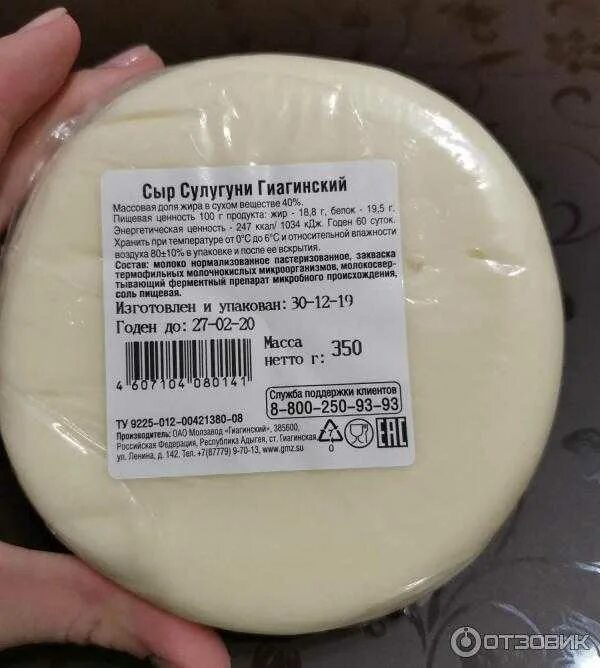 Сыр Сулугуни Гиагинский
Массовая доля жира в сухом веществе 40%.
Пищевая ценность 100 г продукта: жир - 18,8 г, белок - 19,5 г.
Энергетическая ценность - 247 ккал/ 1034 кДж. Годен 60 суток.
Хранить при температуре от 0°С до 6°С и относительной влажности
воздуха 80±10% в упаковке и после ее вскрытия.
Состав: молоко нормализованное пастеризованное, закваска
термофильных молочнокислых микроорганизмов, молокосвер-
тывающий ферментный препарат микробного происхождения,
соль пищевая.
Изготовлен и упакован: 30-12-19
Годен до: 27-02-20
Масса
нетто г: 350
4 607104 080141
Служба поддержки клиентов
8-800-250-93-93
ТУ 9225-012-00421380-08
Производитель: ОАО Молзавод «Гиагинский», 385600,
Российская Федерация, Республика Адыгея, ст. Гиагинская,
ул. Ленина, д. 142. Тел. +7(87779) 9-70-13, www.gmz.su
0
ЕАС
ОТЗОВИК